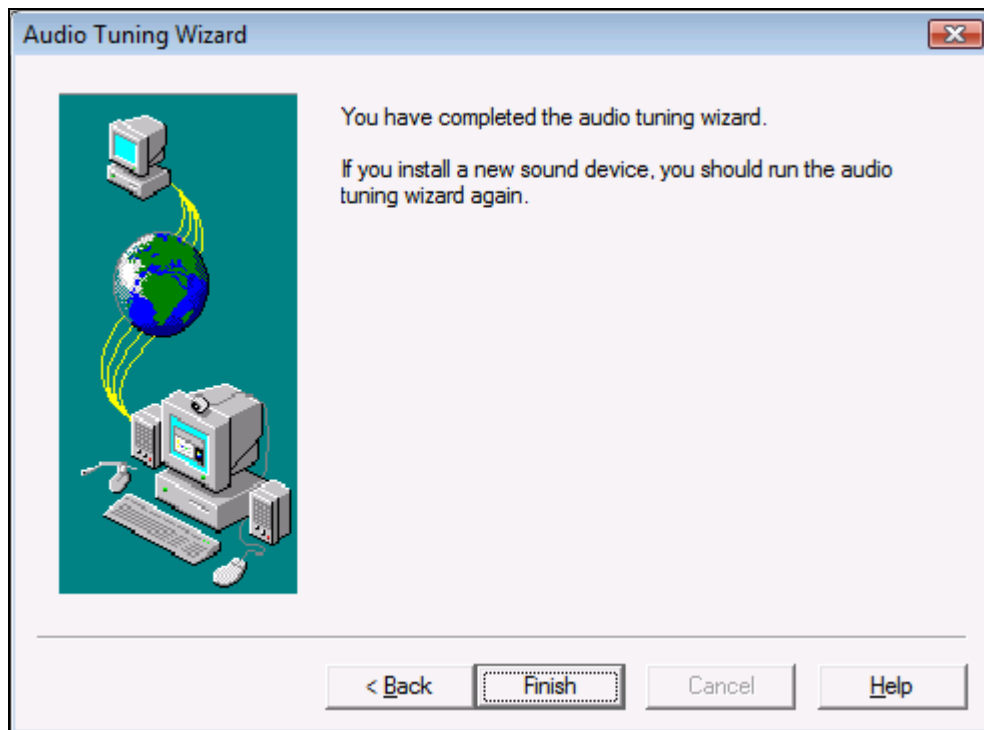 Audio Tuning Wizard
You have completed the audio tuning wizard.
If you install a new sound device, you should run the audio
tuning wizard again.
< Back
Finish
Cancel
Help